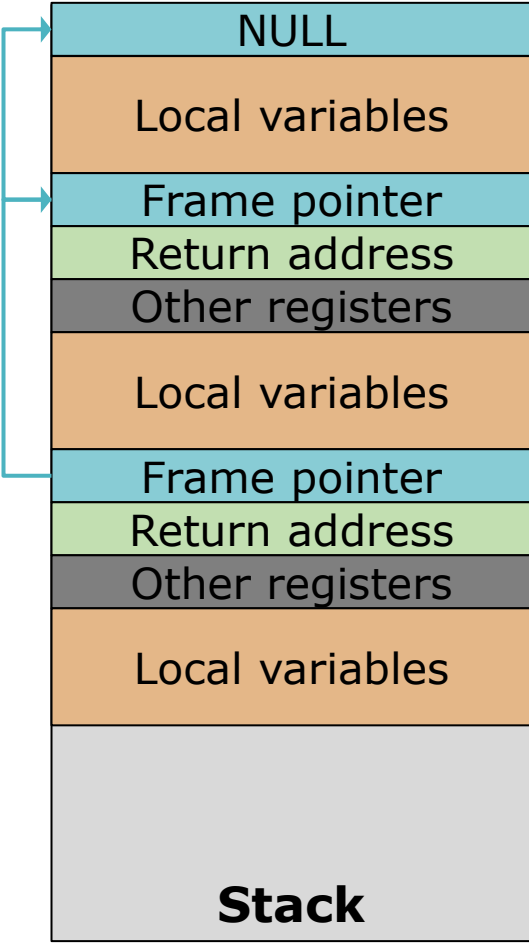 NULL
Local variables
Frame pointer
Return address
Other registers
Local variables
Frame pointer
Return address
Other registers
Local variables
Stack